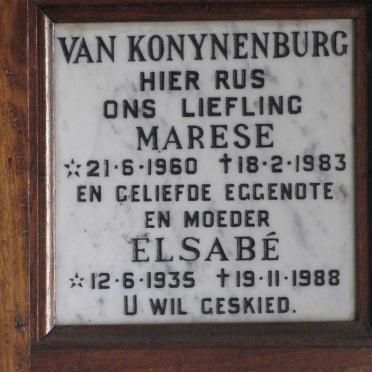 VAN KONYNENBURG
HIER RUS
ONS LIEFLING
MARESE
☆21·6·1960 ✝18·2·1983
EN GELIEFDE EGGENOTE
EN MOEDER
ELSABÉ
☆12·6·1935 ✝19·11·1988
U WIL GESKIED.